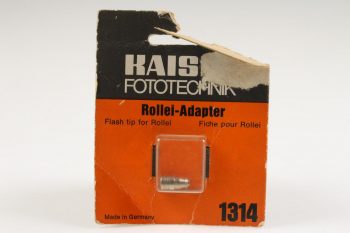 KAIS
FOTOTECHNIK
Rollei-Adapter
Flash tip for Rollei Fiche pour Rollei
Made in Germany 1314